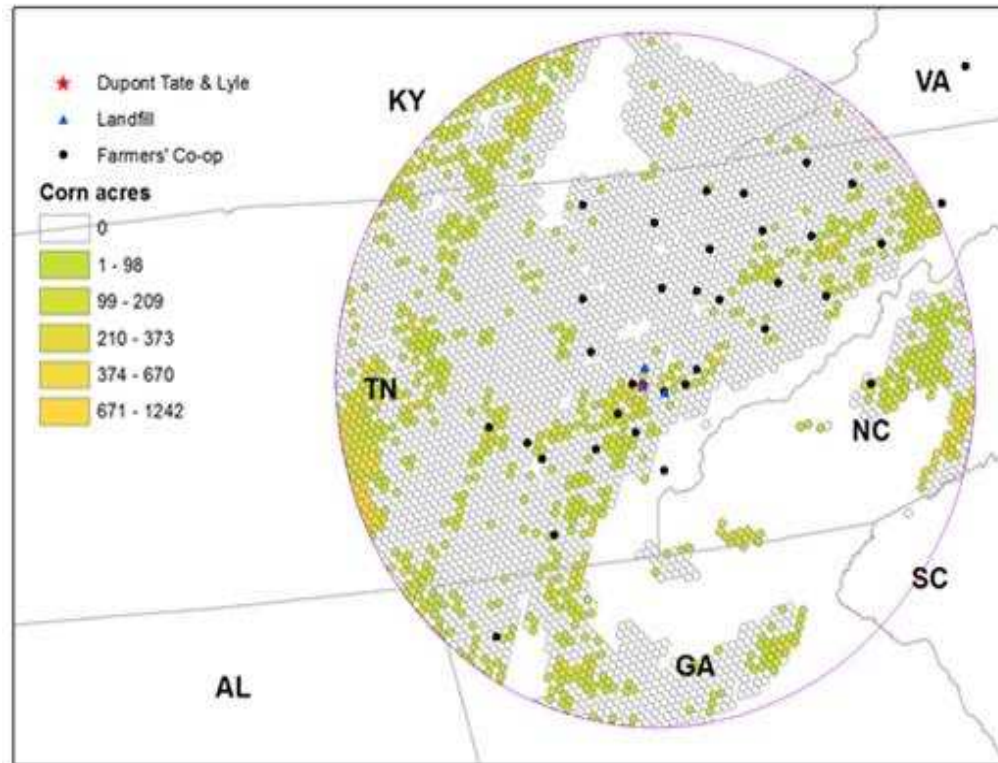 Dupont Tate & Lyle
Landfill
Farmers' Co-op
Corn acres
0
1 - 98
99 - 209
210 - 373
374 - 670
671 - 1242
KY
VA
TN
NC
SC
GA
AL